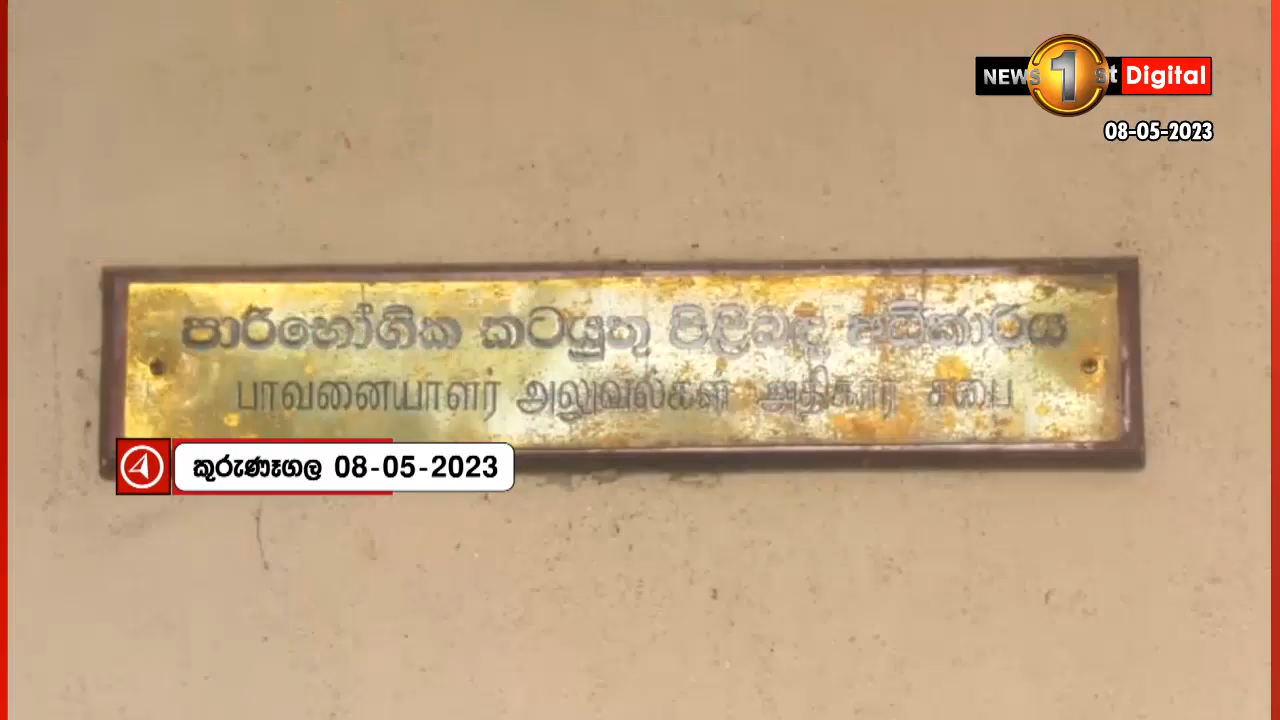 NEWS 1st Digital
08-05-2023
පාරිභෝගික කටයුතු පිළිබඳ අධිකාරිය
பாவனையாளர் அலுவல்கள் அதிகார சபை
කුරුණෑගල 08-05-2023